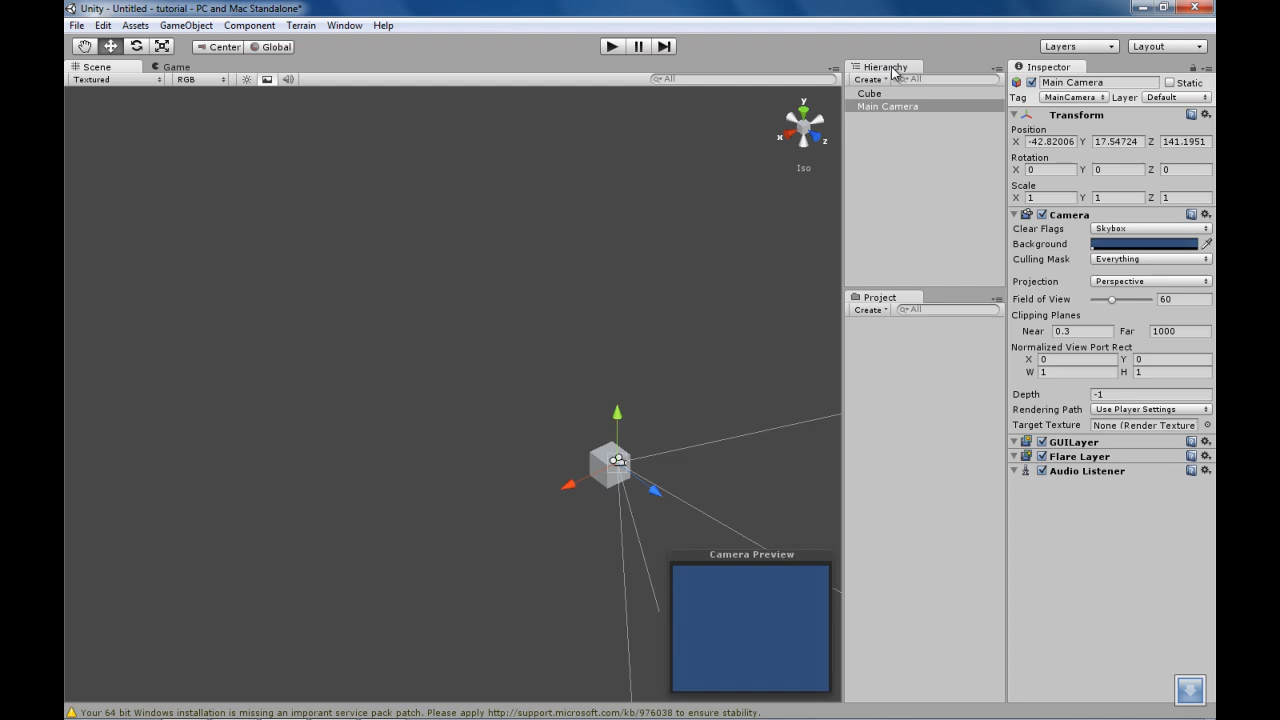 Unity - Untitled - tutorial - PC and Mac Standalone*
File Edit Assets GameObject Component Terrain Window Help
Center Global Layers Layout
Scene Game
Textured RGB All
y
x
z
Iso
Hierarchy
Create All
Cube
Main Camera
Project
Create All
Camera Preview
Inspector
Main Camera Static
Tag MainCamera Layer Default
Transform
Position
X -42.82006 Y 17.54724 Z 141.1951
Rotation
X 0 Y 0 Z 0
Scale
X 1 Y 1 Z 1
Camera
Clear Flags Skybox
Background
Culling Mask Everything
Projection Perspective
Field of View 60
Clipping Planes
Near 0.3 Far 1000
Normalized View Port Rect
X 0 Y 0
W 1 H 1
Depth -1
Rendering Path Use Player Settings
Target Texture None (Render Texture
GUILayer
Flare Layer
Audio Listener
Your 64 bit Windows installation is missing an imporant service pack patch. Please apply http://support.microsoft.com/kb/976038 to ensure stability.